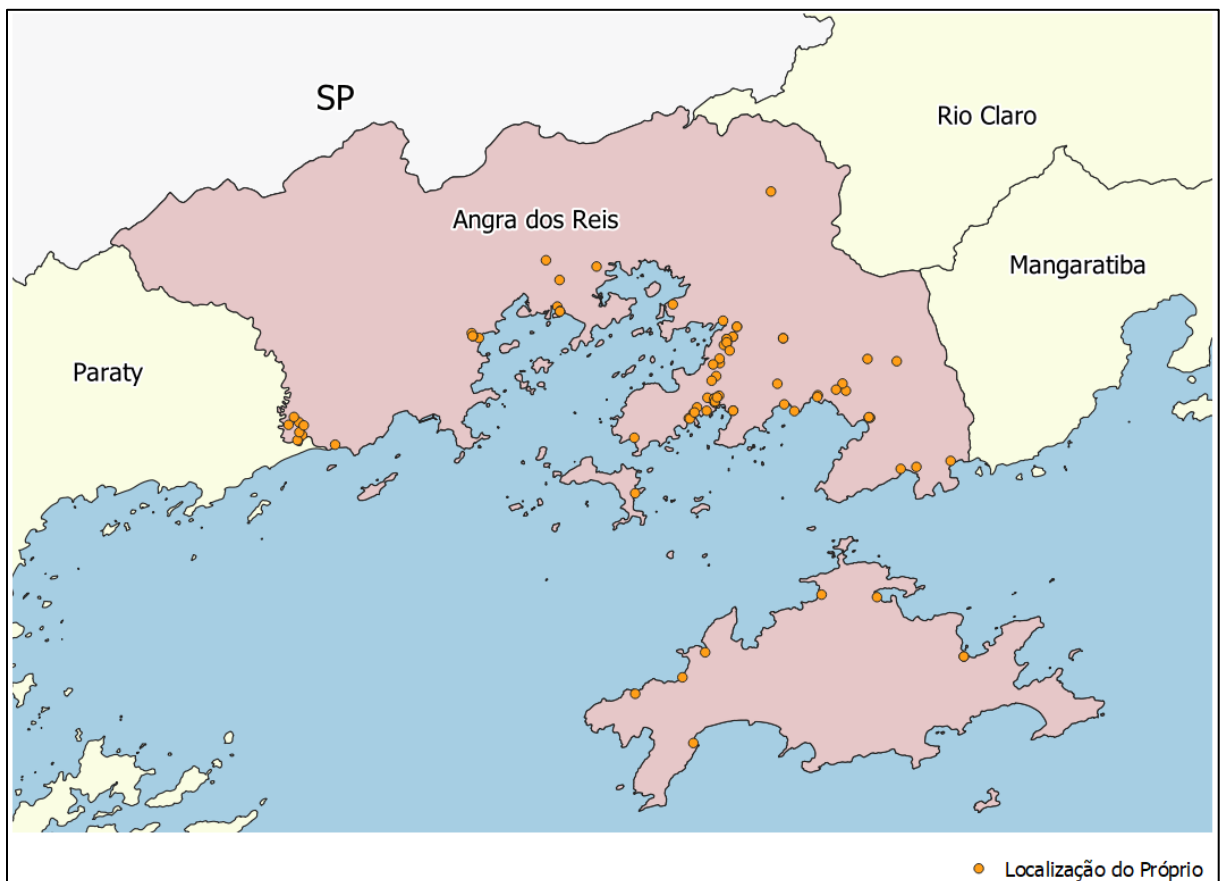 SP
Rio Claro
Angra dos Reis
Mangaratiba
Paraty
Localização do Próprio